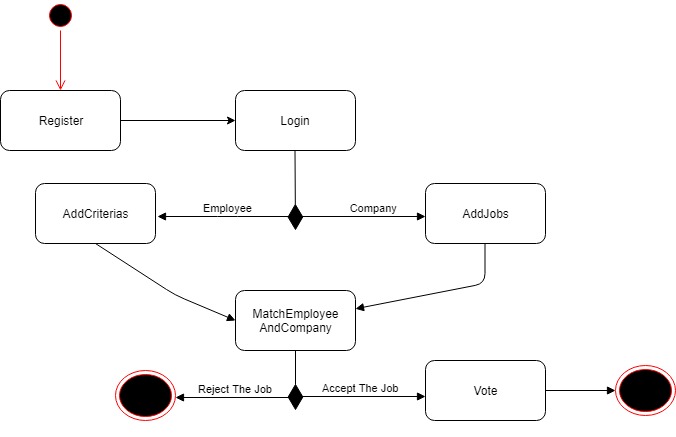 Register
Login
AddCriterias
Employee
Company
AddJobs
MatchEmployee
AndCompany
Reject The Job
Accept The Job
Vote